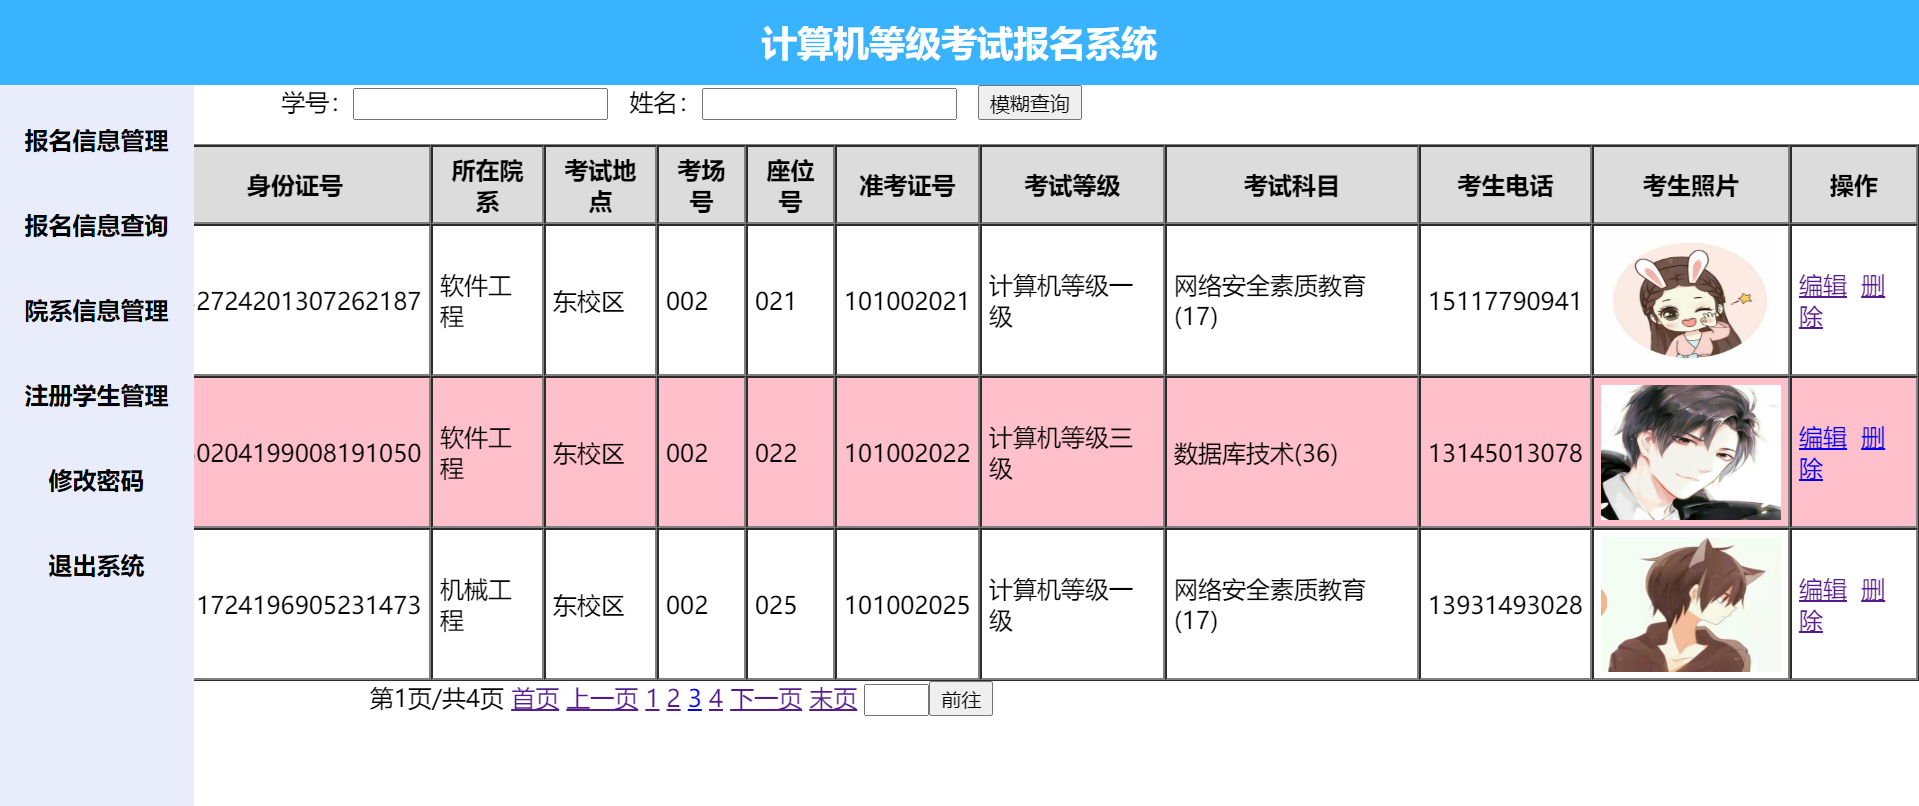 计算机等级考试报名系统
学号： 姓名： 模糊查询
报名信息管理
报名信息查询
院系信息管理
注册学生管理
修改密码
退出系统
身份证号 所在院系 考试地点 考场号 座位号 准考证号 考试等级 考试科目 考生电话 考生照片 操作
2724201307262187 软件工程 东校区 002 021 101002021 计算机等级一级 网络安全素质教育(17) 15117790941 编辑 删除
0204199008191050 软件工程 东校区 002 022 101002022 计算机等级三级 数据库技术(36) 13145013078 编辑 删除
1724196905231473 机械工程 东校区 002 025 101002025 计算机等级一级 网络安全素质教育(17) 13931493028 编辑 删除
第1页/共4页 首页 上一页 1 2 3 4 下一页 末页 前往